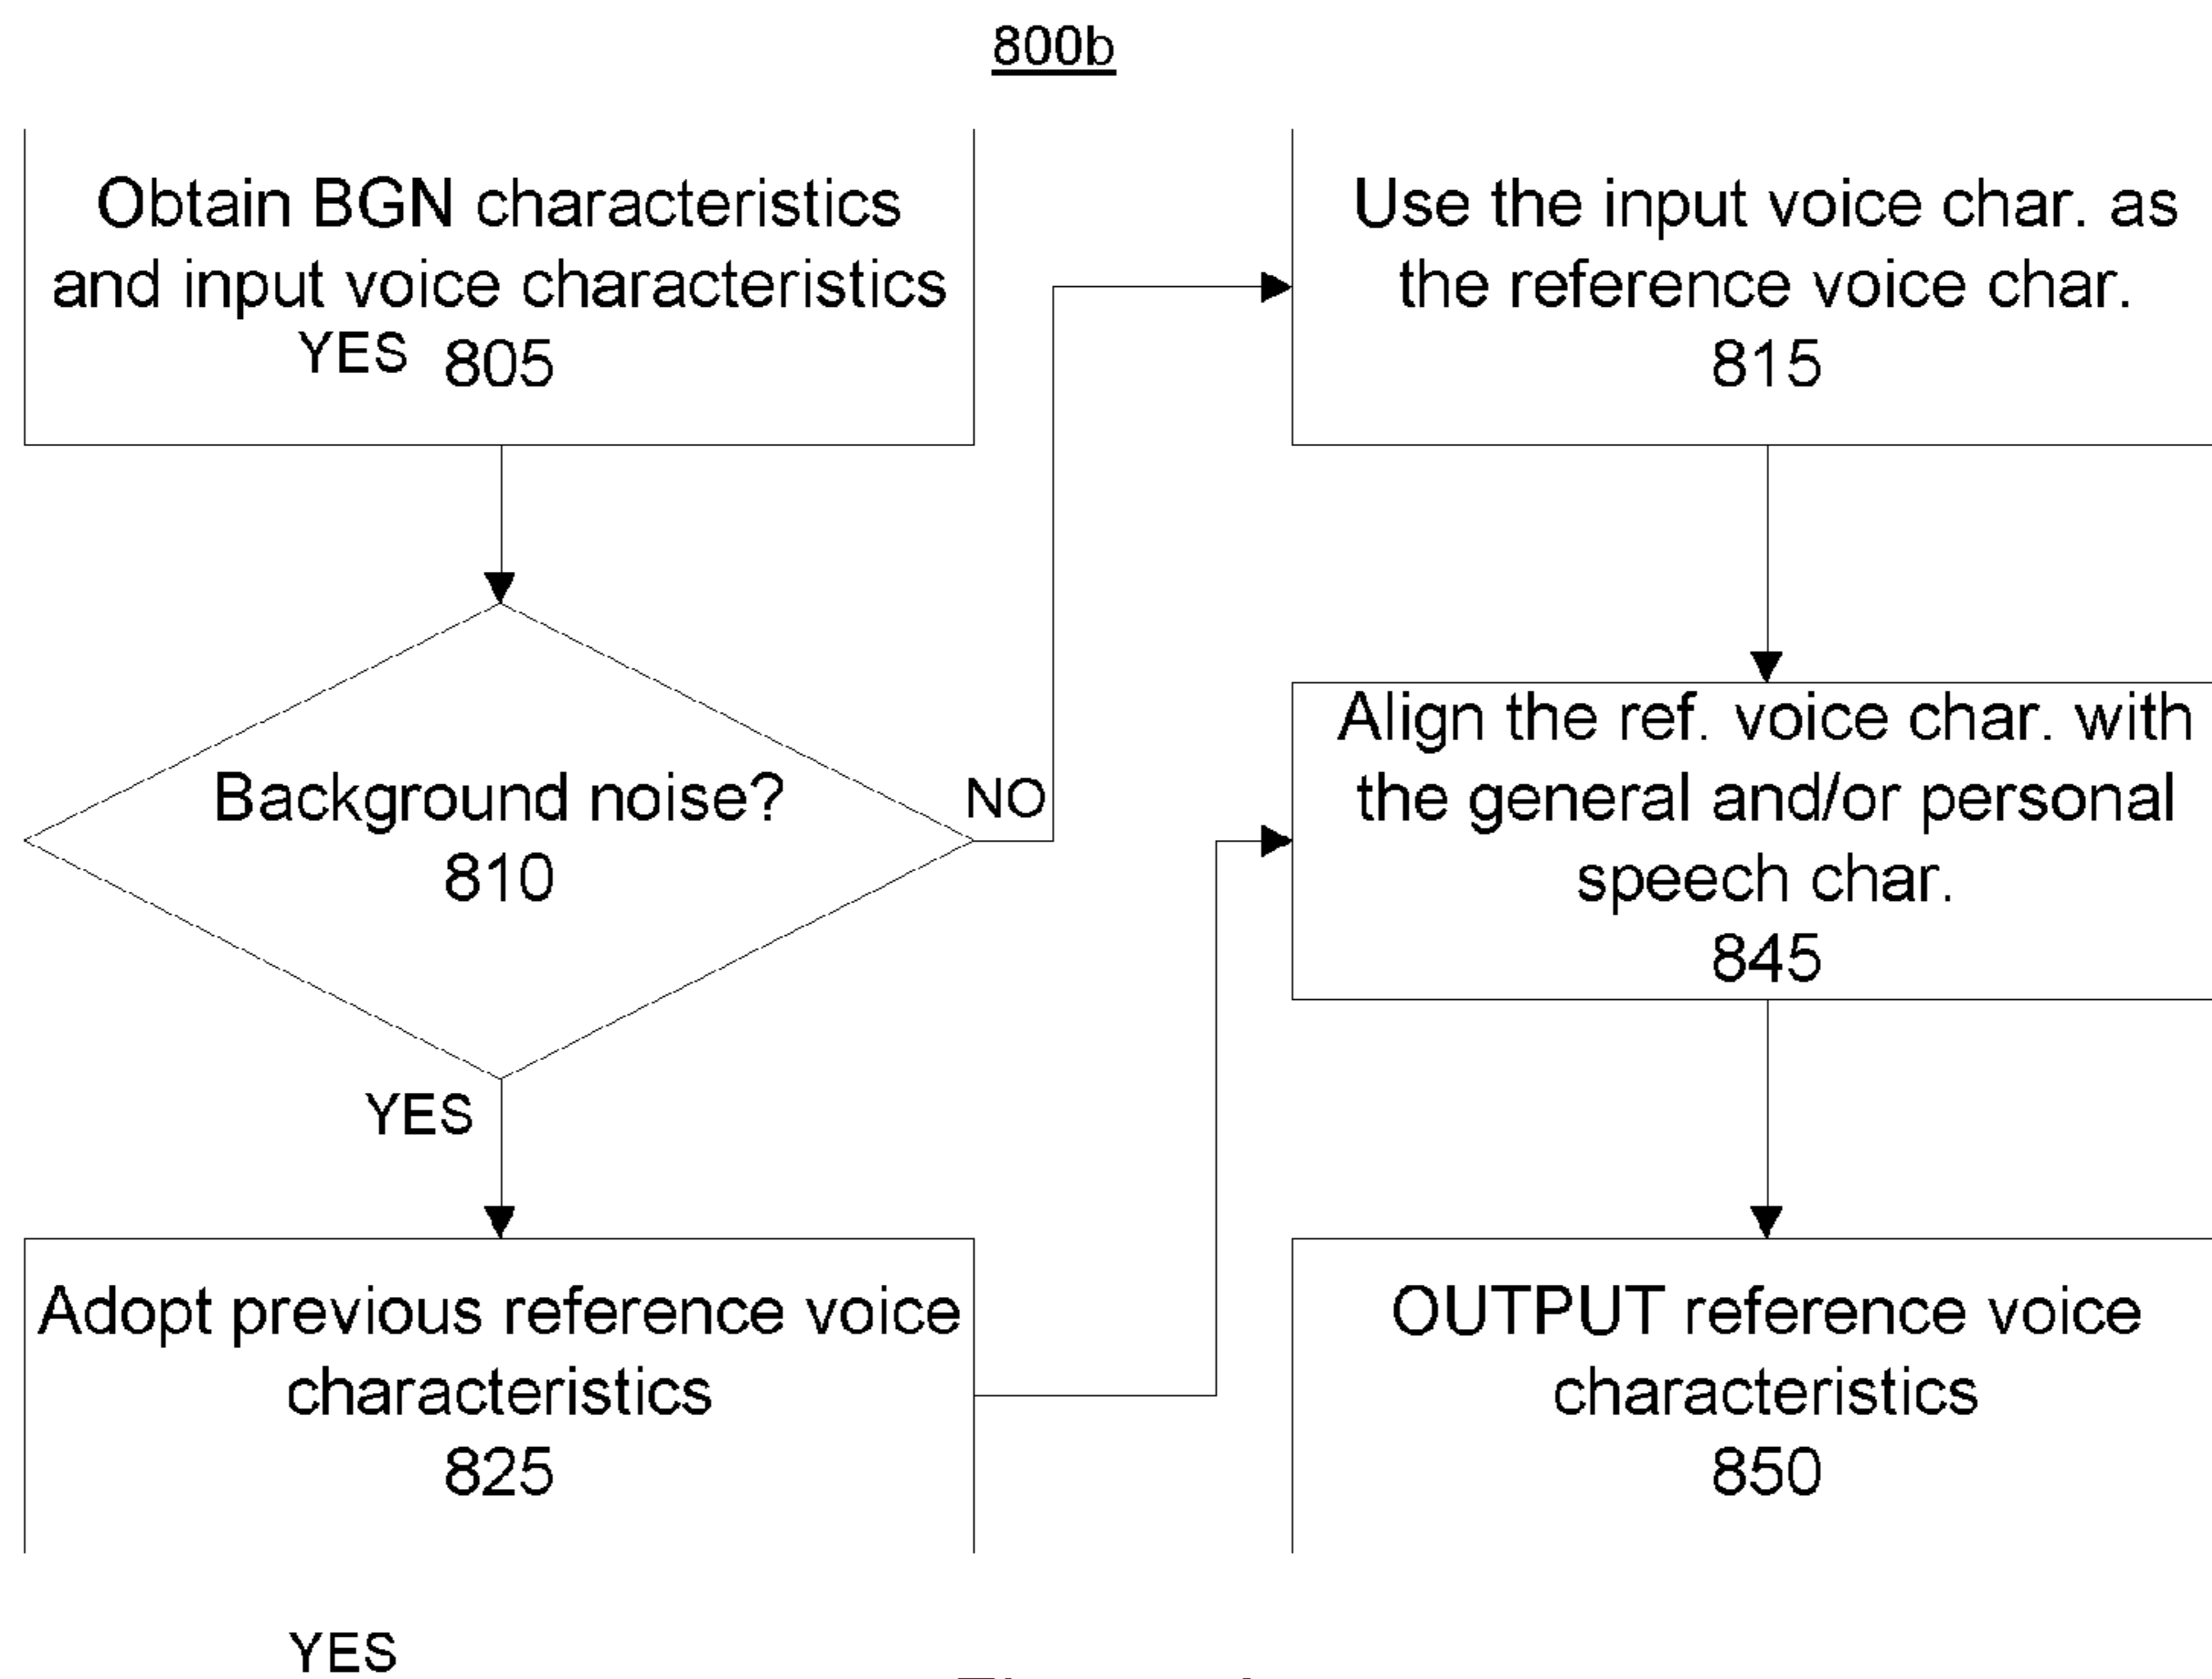 800b
Obtain BGN characteristics
and input voice characteristics
YES 805
Use the input voice char. as
the reference voice char.
815
Background noise?
810
NO
YES
Align the ref. voice char. with
the general and/or personal
speech char.
845
Adopt previous reference voice
characteristics
825
OUTPUT reference voice
characteristics
850
YES